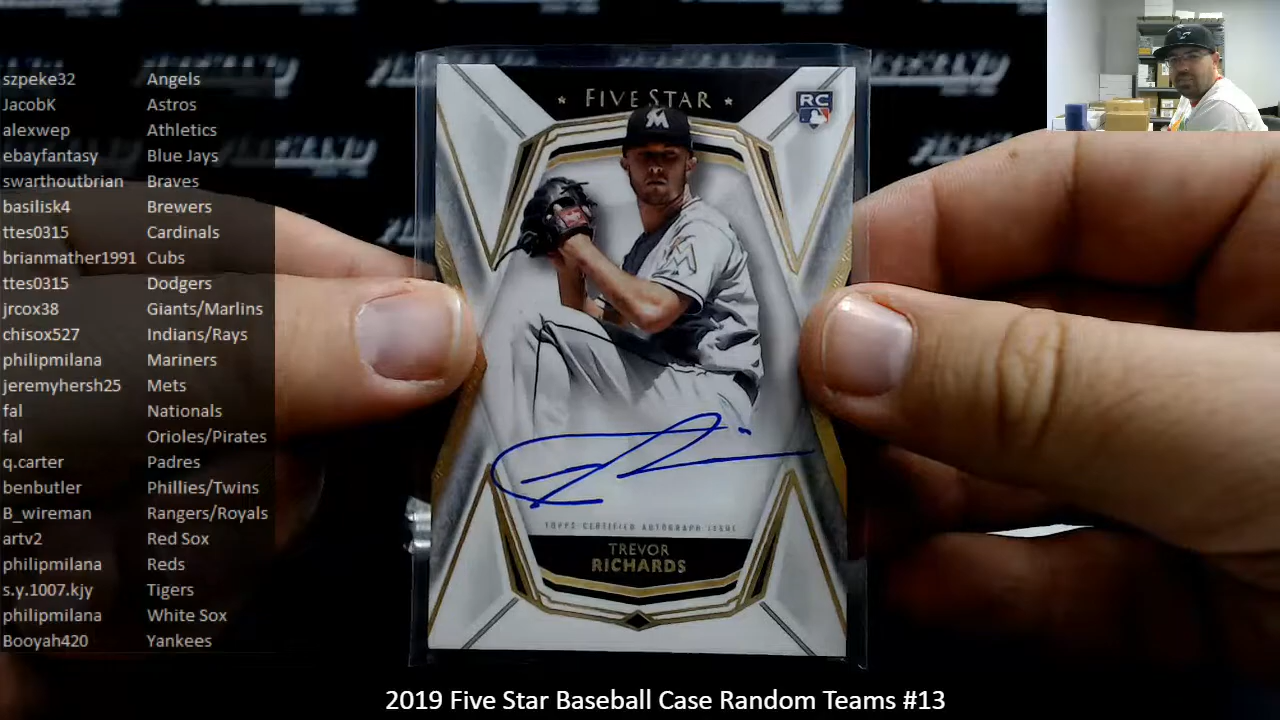 szpeke32 Angels
JacobK Astros
alexwep Athletics
ebayfantasy Blue Jays
swarthoutbrian Braves
basilisk4 Brewers
ttes0315 Cardinals
brianmather1991 Cubs
ttes0315 Dodgers
jrcox38 Giants/Marlins
chisox527 Indians/Rays
philipmilana Mariners
jeremyhersh25 Mets
fal Nationals
fal Orioles/Pirates
q.carter Padres
benbutler Phillies/Twins
B_wireman Rangers/Royals
artv2 Red Sox
philipmilana Reds
s.y.1007.kjy Tigers
philipmilana White Sox
Booyah420 Yankees
FIVE STAR
RC
M
M
TOPPS CERTIFIED AUTOGRAPH ISSUE
TREVOR
RICHARDS
2019 Five Star Baseball Case Random Teams #13